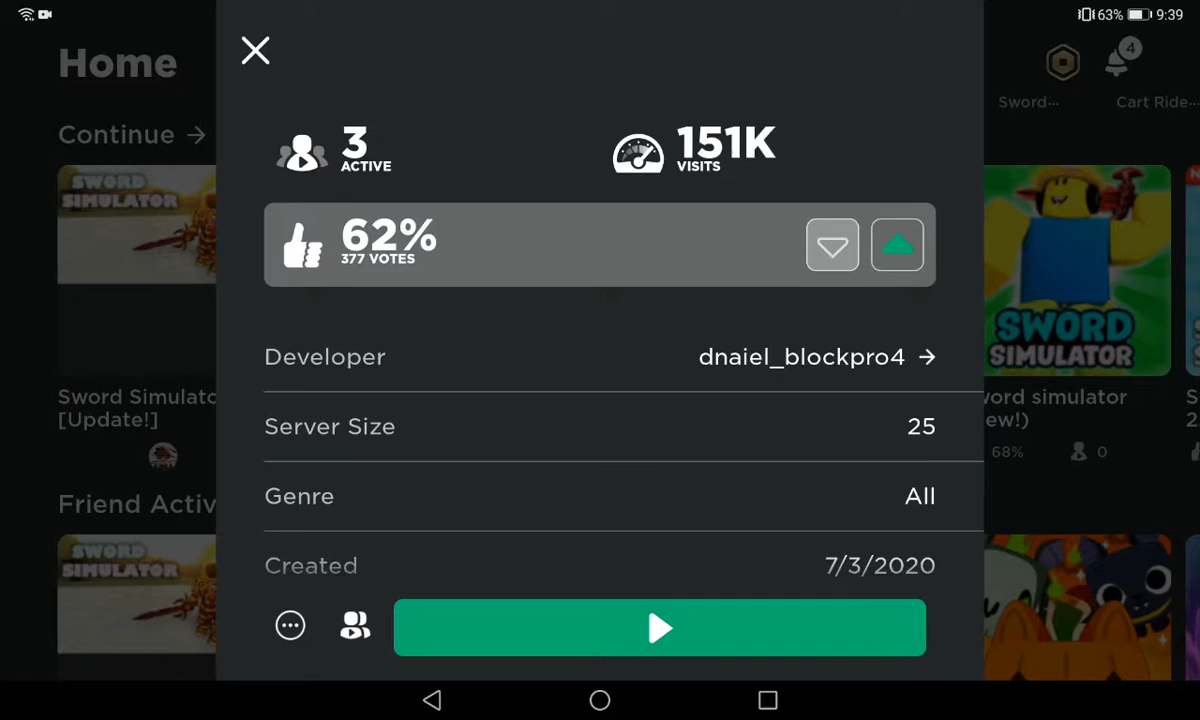 63% 9:39
Home
4
Sword··· Cart Ride···
Continue →
SWORD
SIMULATOR
3
ACTIVE
151K
VISITS
62%
377 VOTES
Developer dnaiel_blockpro4 →
Server Size 25
Genre All
Created 7/3/2020
SWORD
SIMULATOR
Sword Simulato
[Update!]
word simulator
ew!)
68% 0
S
2
Friend Activ
SWORD
SIMULATOR